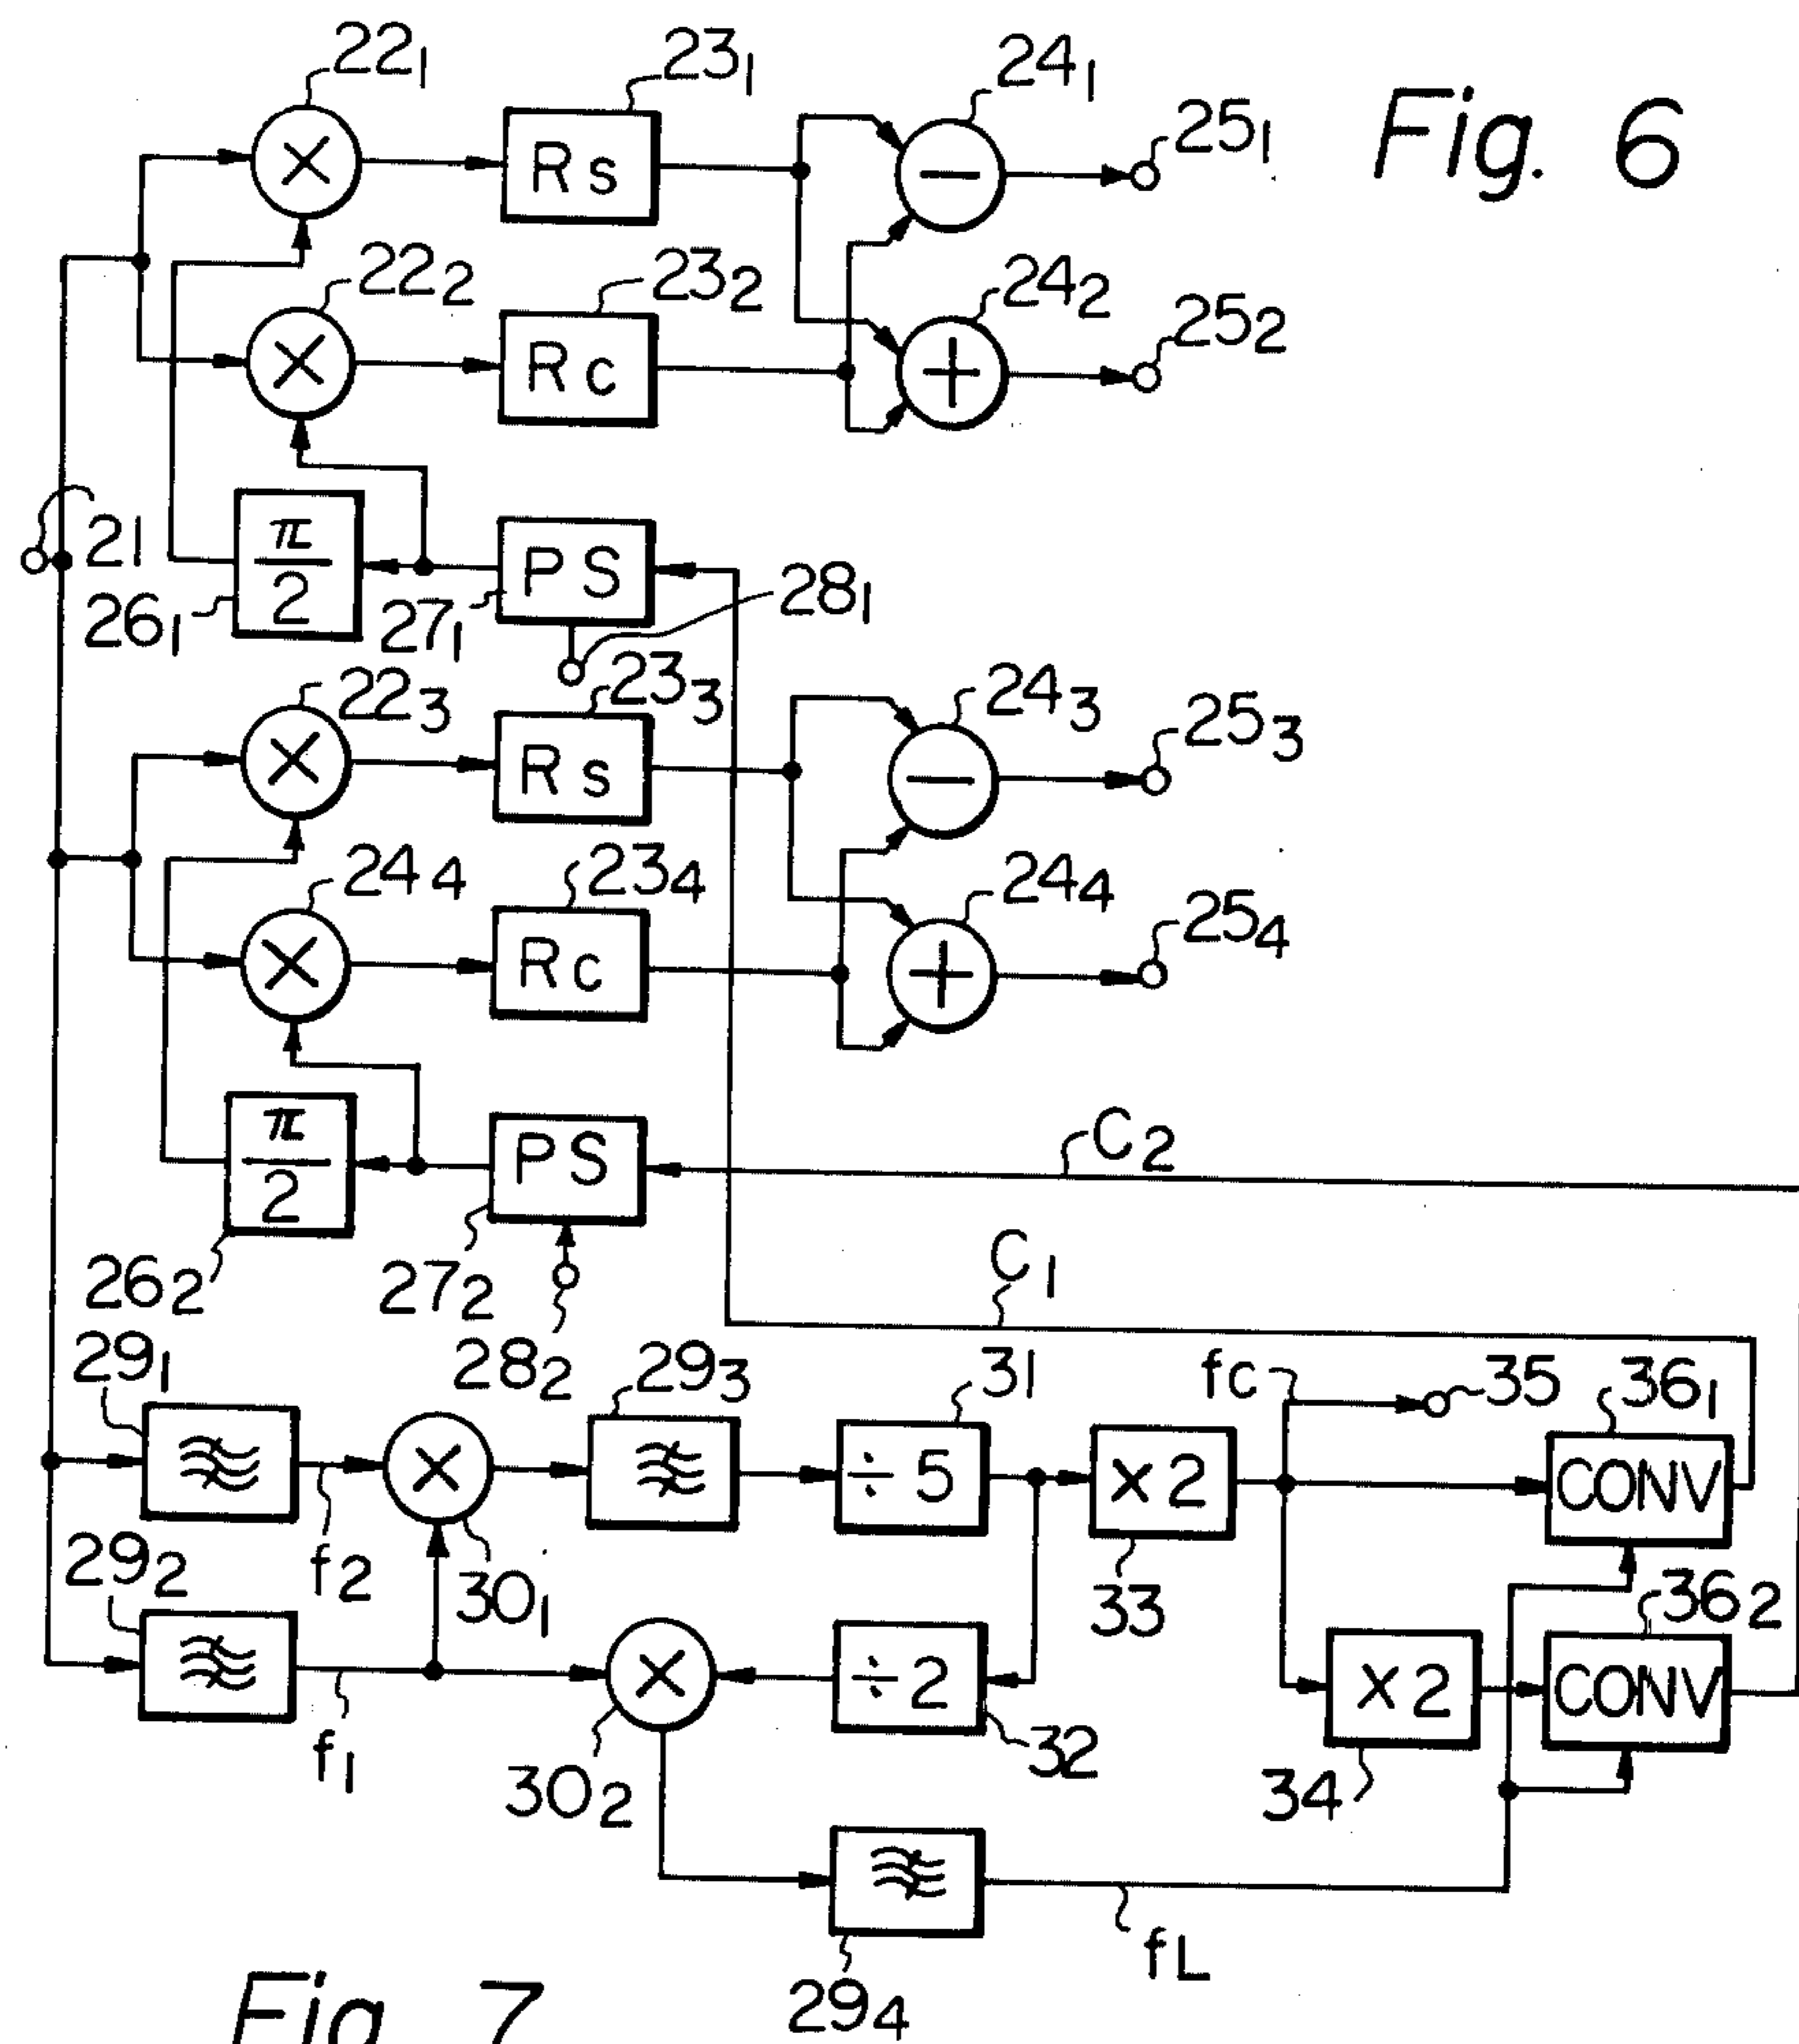 22₁ 23₁ 24₁ 25₁ Fig. 6
× Rs −
22₂ 23₂ 24₂ 25₂
× Rc +
21 π/2 PS 28₁
26₁ 27₁
22₃ 23₃ 24₃ 25₃
× Rs −
24₄ 23₄ 24₄ 25₄
× Rc +
π/2 PS C₂
26₂ 27₂ C₁
28₂
29₁ 29₃ 31 fc 35 36₁
× ÷5 ×2 CONV
29₂ f₂ 30₁ 33 36₂
× ÷2 ×2 CONV
f₁ 30₂ 32 34
fL
29₄
Fig 7